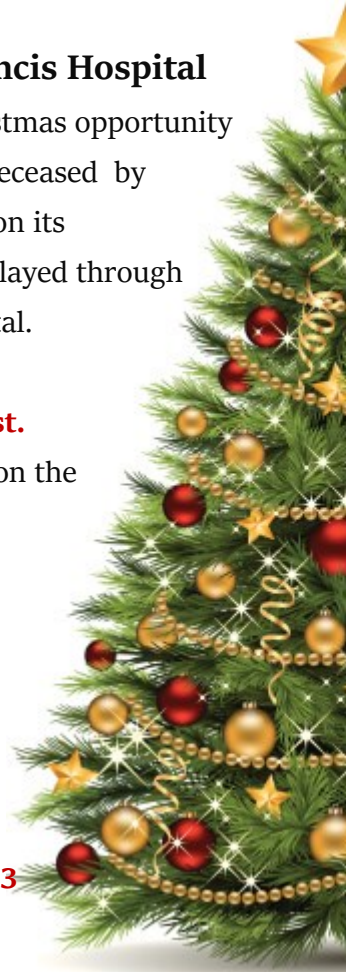 ncis Hospital
stmas opportunity
eceased by
on its
layed through
tal.
st.
on the
3